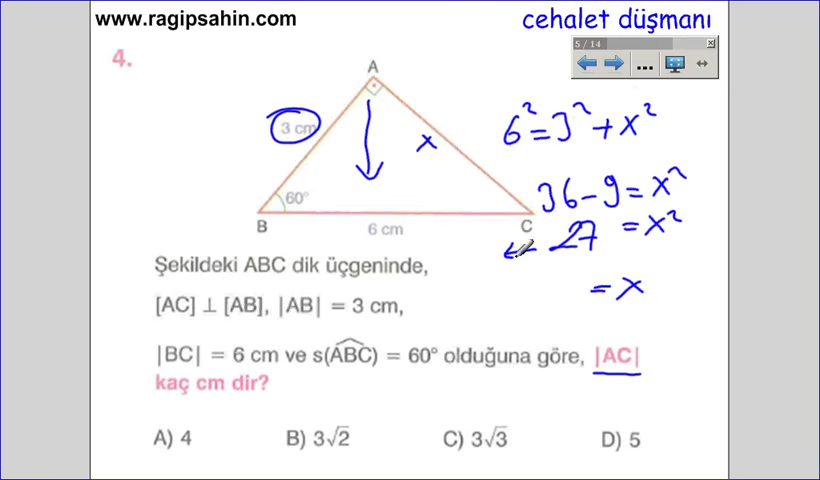 www.ragipsahin.com
cehalet düşmanı
5 / 14
4.
A
3 cm
x
60°
B
C
6 cm
6² = 3² + x²
36 - 9 = x²
27 = x²
= x
Şekildeki ABC dik üçgeninde,
[AC] ⊥ [AB], |AB| = 3 cm,
|BC| = 6 cm ve s(ABC) = 60° olduğuna göre, |AC|
kaç cm dir?
A) 4 B) 3√2 C) 3√3 D) 5